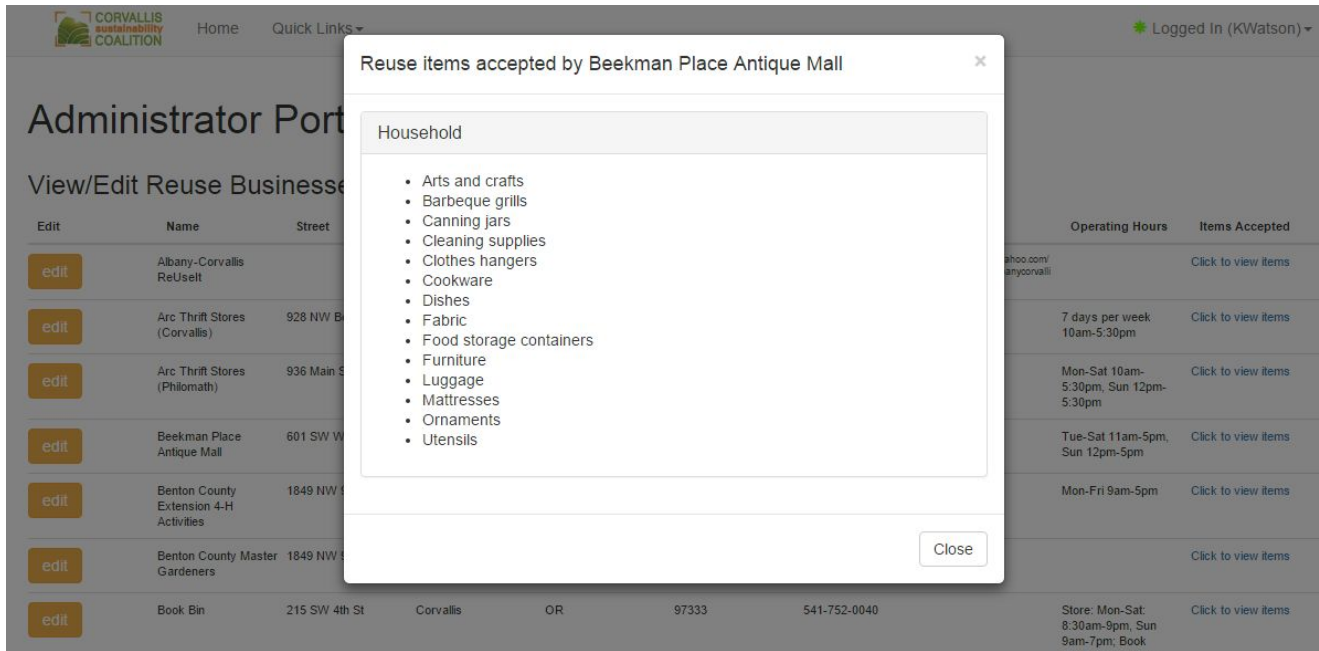 CORVALLIS
sustainability
COALITION
Home
Quick Links
Logged In (KWatson)
Reuse items accepted by Beekman Place Antique Mall
×
Household
• Arts and crafts
• Barbeque grills
• Canning jars
• Cleaning supplies
• Clothes hangers
• Cookware
• Dishes
• Fabric
• Food storage containers
• Furniture
• Luggage
• Mattresses
• Ornaments
• Utensils
Close
Administrator Port
View/Edit Reuse Businesse
Edit Name Street Operating Hours Items Accepted
edit
Albany-Corvallis
ReUseIt
ahoo.com/
anycorvalli
Click to view items
edit
Arc Thrift Stores
(Corvallis)
928 NW
7 days per week
10am-5:30pm
Click to view items
edit
Arc Thrift Stores
(Philomath)
936 Main S
Mon-Sat 10am-
5:30pm, Sun 12pm-
5:30pm
Click to view items
edit
Beekman Place
Antique Mall
601 SW W
Tue-Sat 11am-5pm,
Sun 12pm-5pm
Click to view items
edit
Benton County
Extension 4-H
Activities
1849 NW
Mon-Fri 9am-5pm
Click to view items
edit
Benton County Master
Gardeners
1849 NW
Click to view items
edit
Book Bin
215 SW 4th St
Corvallis
OR
97333
541-752-0040
Store: Mon-Sat:
8:30am-9pm, Sun
9am-7pm; Book
Click to view items